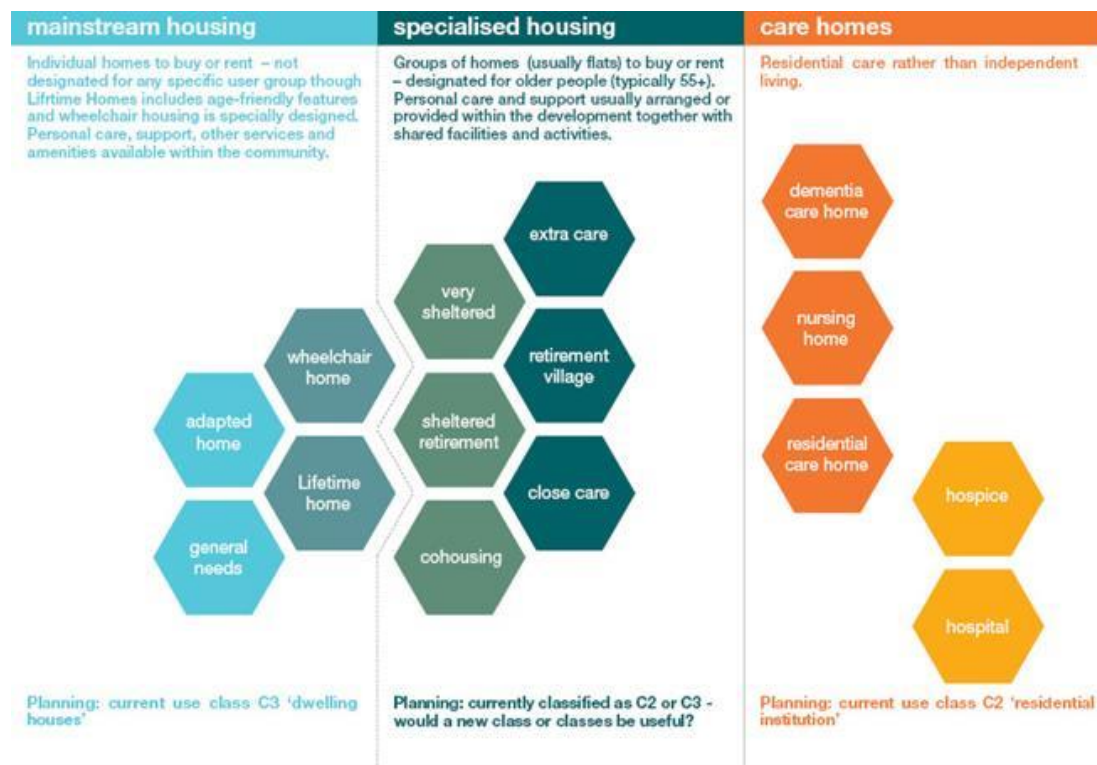 mainstream housing
Individual homes to buy or rent – not
designated for any specific user group though
Lifrtime Homes includes age-friendly features
and wheelchair housing is specially designed.
Personal care, support, other services and
amenities available within the community.
wheelchair
home
adapted
home
Lifetime
home
general
needs
Planning: current use class C3 ‘dwelling
houses’
specialised housing
Groups of homes (usually flats) to buy or rent
– designated for older people (typically 55+).
Personal care and support usually arranged or
provided within the development together with
shared facilities and activities.
extra care
very
sheltered
retirement
village
sheltered
retirement
close care
cohousing
Planning: currently classified as C2 or C3 -
would a new class or classes be useful?
care homes
Residential care rather than independent
living.
dementia
care home
nursing
home
residential
care home
hospice
hospital
Planning: current use class C2 ‘residential
institution’